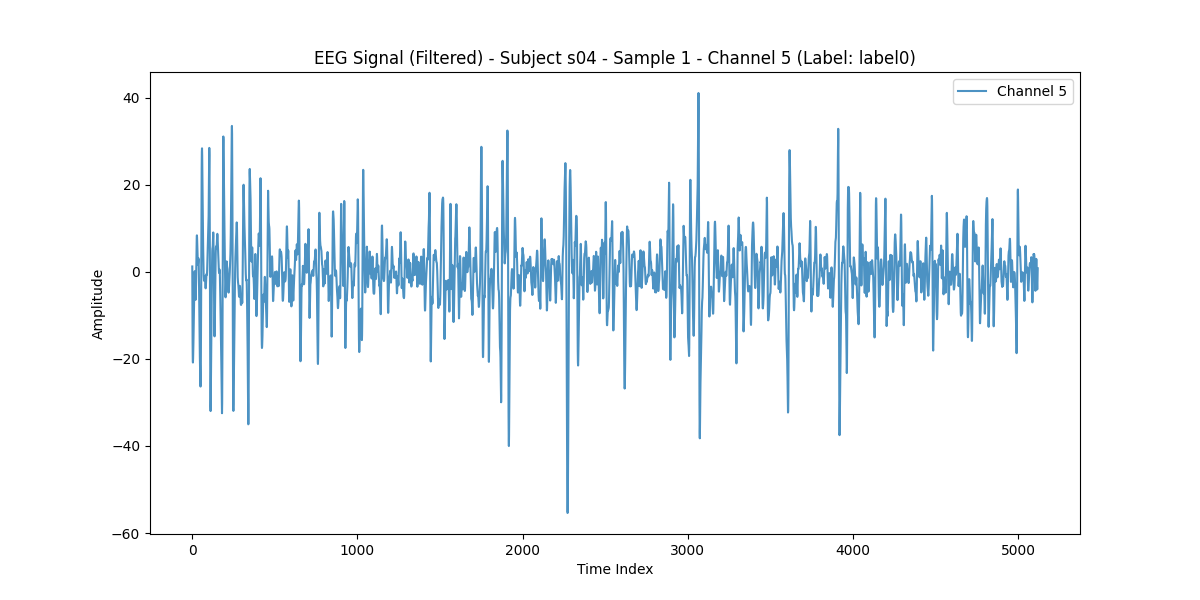 EEG Signal (Filtered) - Subject s04 - Sample 1 - Channel 5 (Label: label0)
Channel 5
40
20
0
−20
−40
−60
Amplitude
0 1000 2000 3000 4000 5000
Time Index